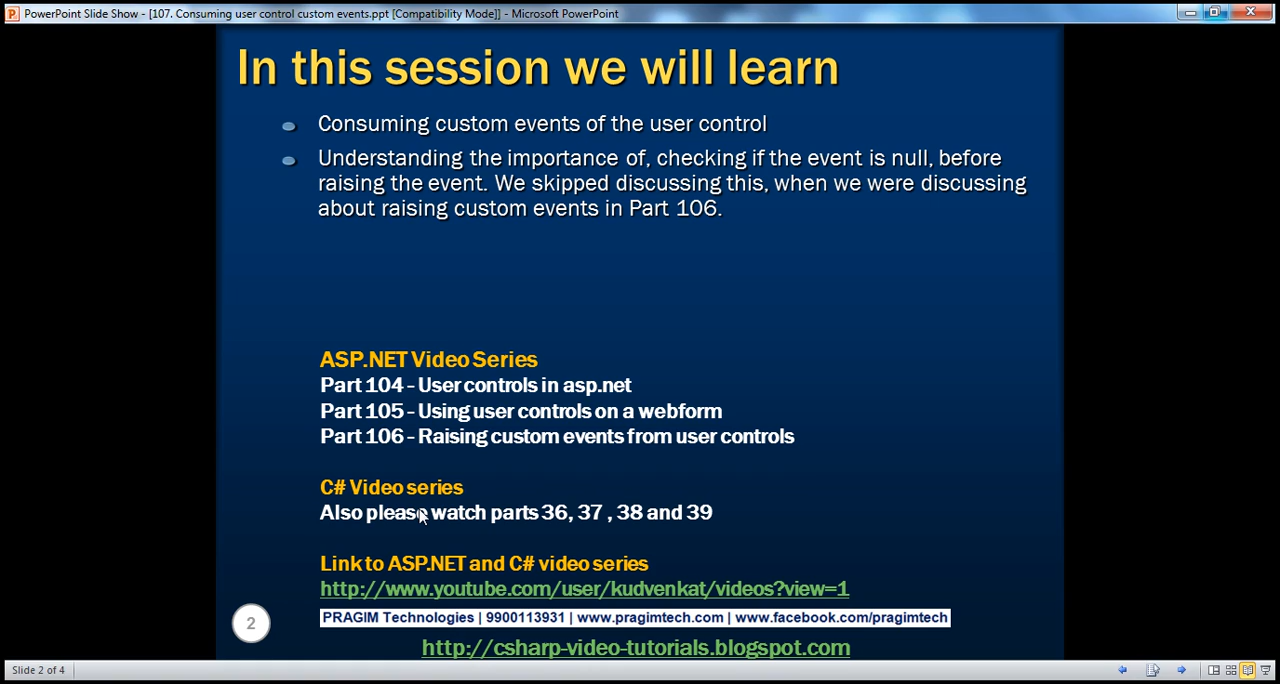 PowerPoint Slide Show - [107. Consuming user control custom events.ppt [Compatibility Mode]] - Microsoft PowerPoint
In this session we will learn
Consuming custom events of the user control
Understanding the importance of, checking if the event is null, before
raising the event. We skipped discussing this, when we were discussing
about raising custom events in Part 106.
ASP.NET Video Series
Part 104 - User controls in asp.net
Part 105 - Using user controls on a webform
Part 106 - Raising custom events from user controls
C# Video series
Also please watch parts 36, 37 , 38 and 39
Link to ASP.NET and C# video series
http://www.youtube.com/user/kudvenkat/videos?view=1
PRAGIM Technologies | 9900113931 | www.pragimtech.com | www.facebook.com/pragimtech
2
http://csharp-video-tutorials.blogspot.com
Slide 2 of 4